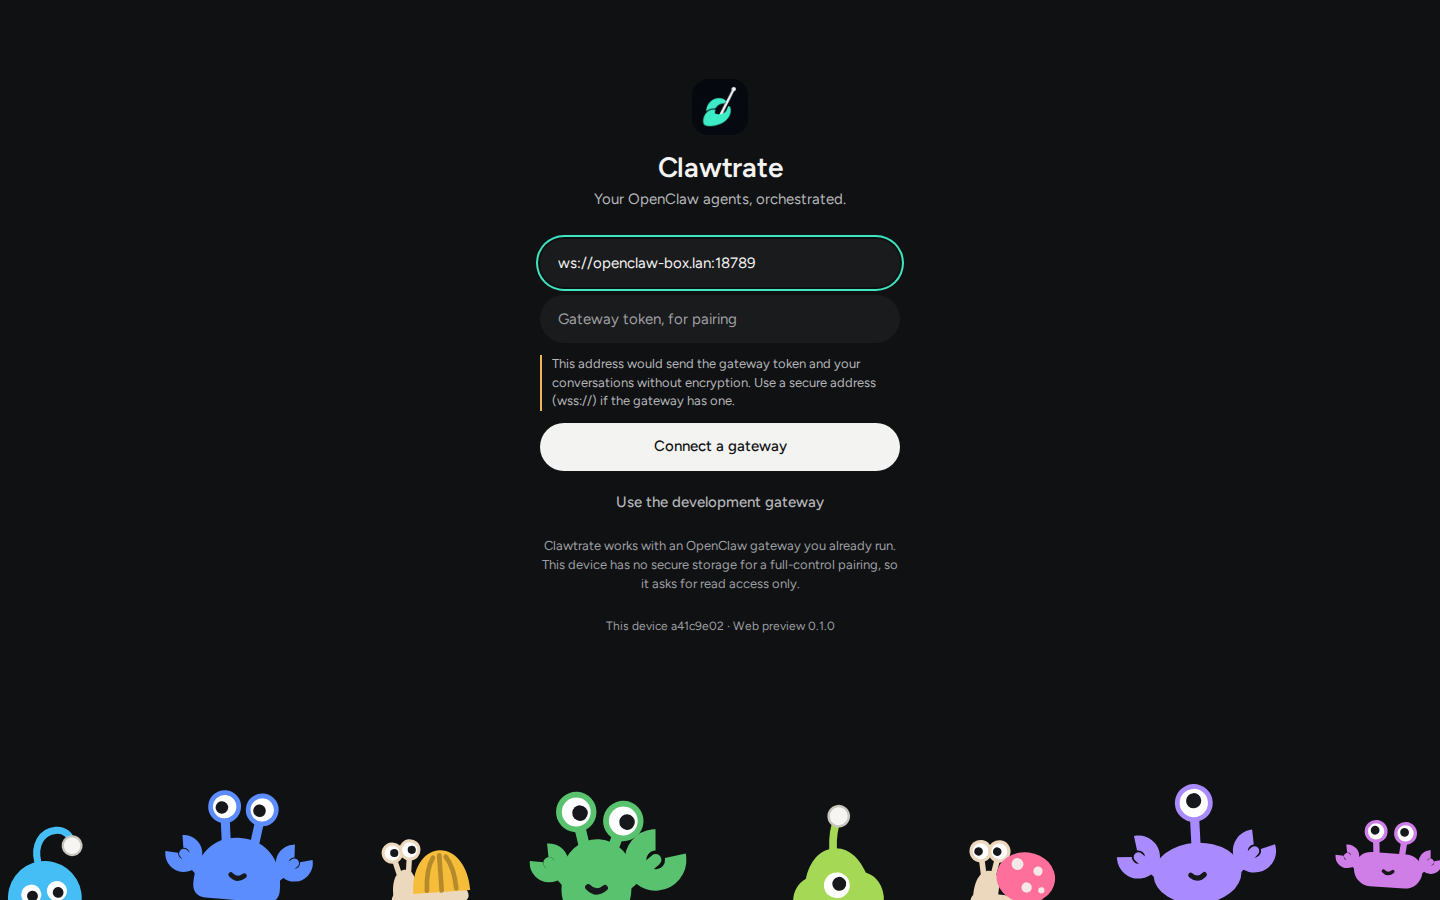 Clawtrate
Your OpenClaw agents, orchestrated.
ws://openclaw-box.lan:18789
Gateway token, for pairing
This address would send the gateway token and your
conversations without encryption. Use a secure address
(wss://) if the gateway has one.
Connect a gateway
Use the development gateway
Clawtrate works with an OpenClaw gateway you already run.
This device has no secure storage for a full-control pairing, so
it asks for read access only.
This device a41c9e02 · Web preview 0.1.0